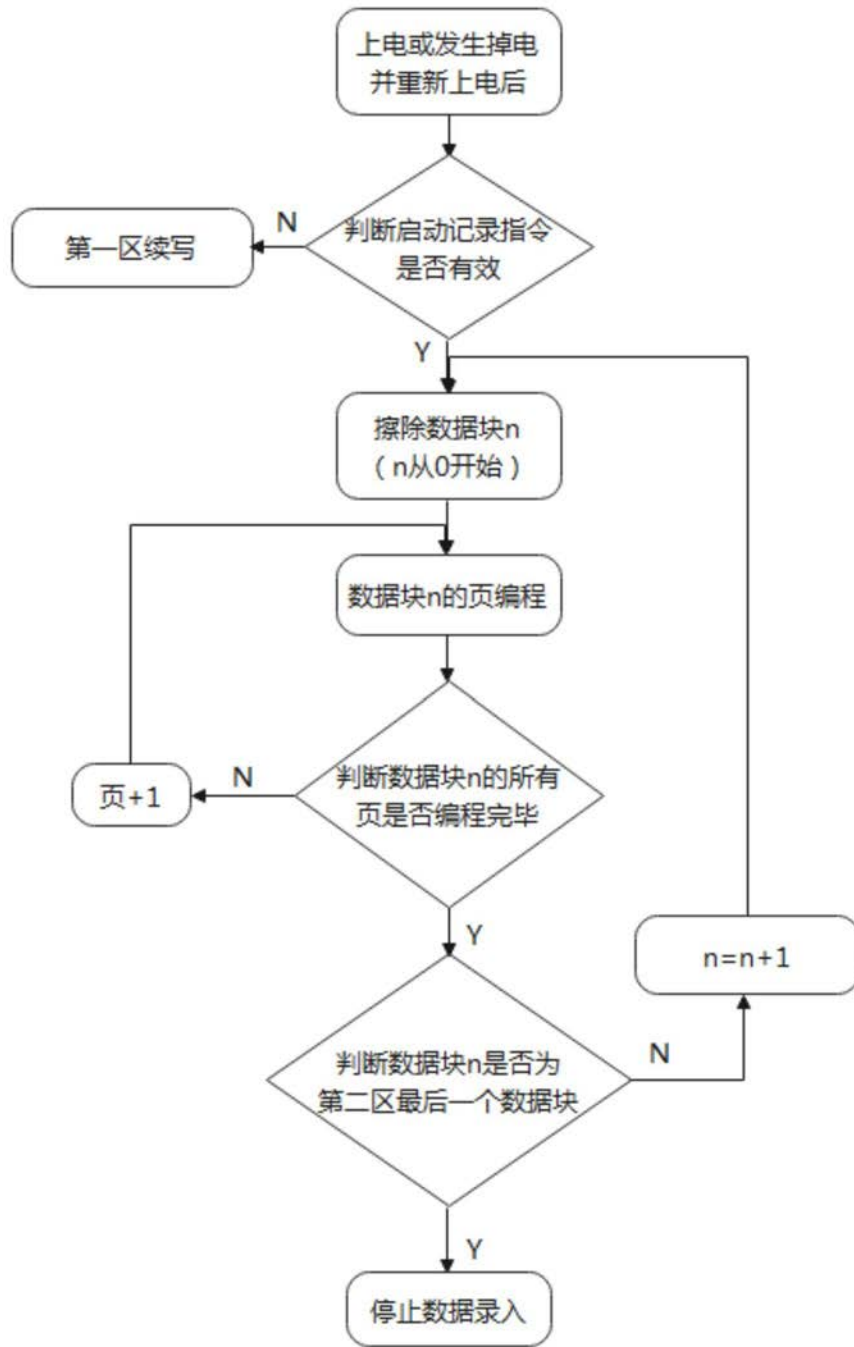 上电或发生掉电
并重新上电后
判断启动记录指令
是否有效
N
第一区续写
Y
擦除数据块n
(n从0开始)
数据块n的页编程
判断数据块n的所有
页是否编程完毕
N
页+1
Y
n=n+1
判断数据块n是否为
第二区最后一个数据块
N
Y
停止数据录入